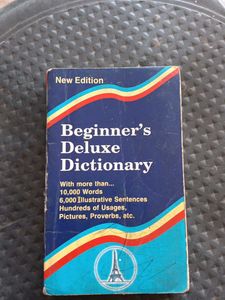 New Edition
Beginner's
Deluxe
Dictionary
With more than...
10,000 Words
6,000 Illustrative Sentences
Hundreds of Usages,
Pictures, Proverbs, etc.